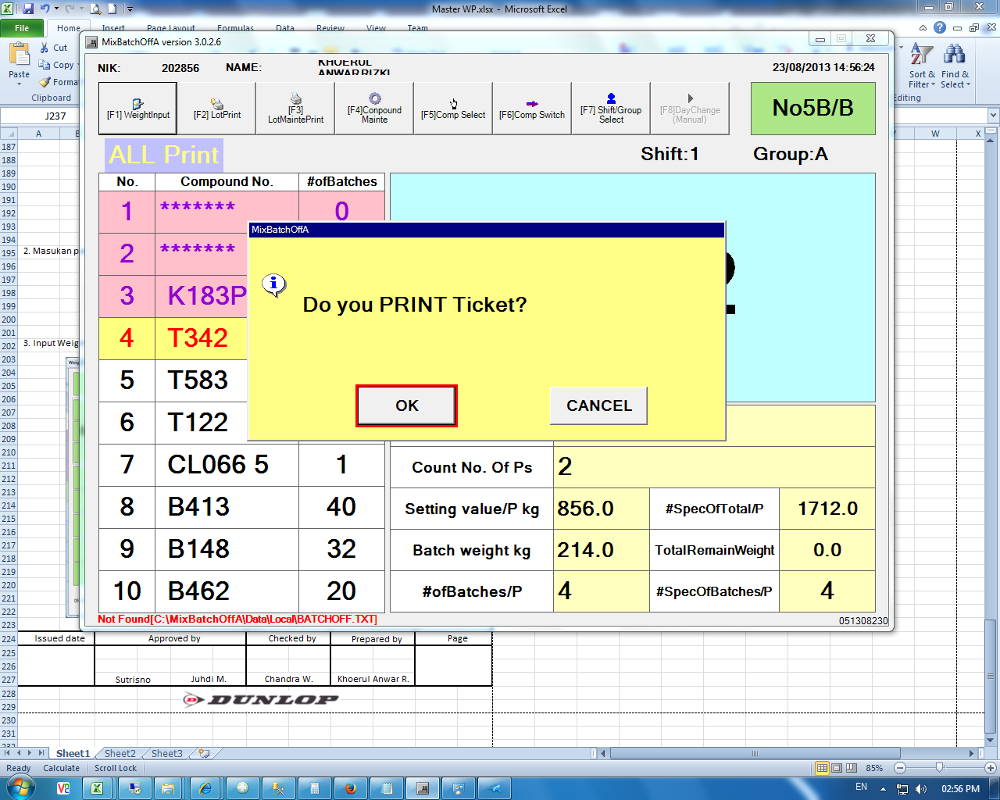 Master WP.xlsx - Microsoft Excel
File Home Insert Page Layout Formulas Data Review View Team
MixBatchOffA version 3.0.2.6
Cut
Copy
Paste
Clipboard
Sort & Filter
Find & Select
Editing
NIK: 202856 NAME: KHOERUL ANWAR RIZKI 23/08/2013 14:56:24
[F1] WeightInput
[F2] LotPrint
[F3] LotMaintePrint
[F4]Conpound Mainte
[F5]Comp Select
[F6]Comp Switch
[F7] Shift/Group Select
[F8]DayChange (Manual)
No5B/B
J237
ALL Print Shift:1 Group:A
A W X
No. Compound No. #ofBatches
1 ******* 0
2 *******
3 K183P
4 T342
5 T583
6 T122
7 CL066 5 1
8 B413 40
9 B148 32
10 B462 20
MixBatchOffA
Do you PRINT Ticket?
OK CANCEL
Count No. Of Ps 2
Setting value/P kg 856.0 #SpecOfTotal/P 1712.0
Batch weight kg 214.0 TotalRemainWeight 0.0
#ofBatches/P 4 #SpecOfBatches/P 4
Not Found[C:\MixBatchOffA\Data\Local\BATCHOFF.TXT]
051308230
187
188
189
190
191
192
193
194
195 2. Masukan p
196
197
198
199
200
201
202 3. Input Weig
203
204
205
206
207
208
209
210
211
212
213
214
215
216
217
218
219
220
221
222
223
224 Issued date Approved by Checked by Prepared by Page
225
226
227 Sutrisno Juhdi M. Chandra W. Khoerul Anwar R.
228
229 DUNLOP
230
231
Sheet1 Sheet2 Sheet3
Ready Calculate Scroll Lock 85%
EN 02:56 PM